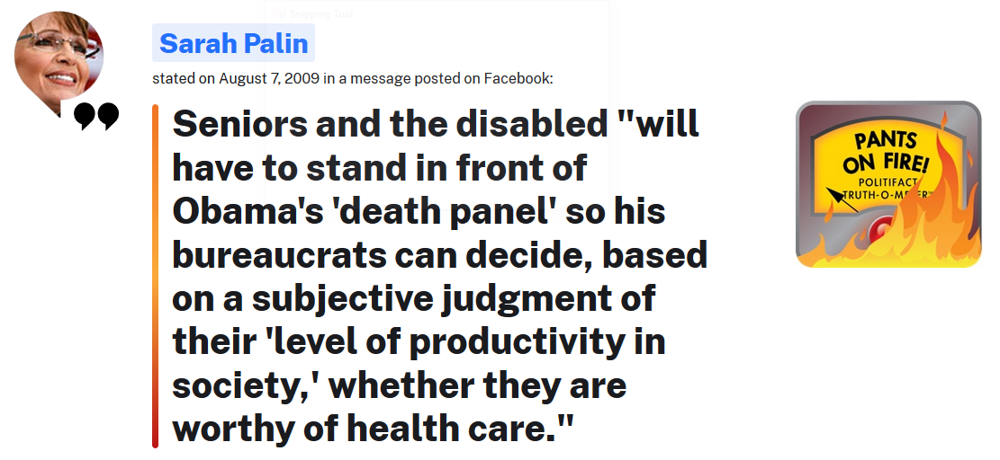 Snipping Tool
Sarah Palin
stated on August 7, 2009 in a message posted on Facebook:
Seniors and the disabled "will
have to stand in front of
Obama's 'death panel' so his
bureaucrats can decide, based
on a subjective judgment of
their 'level of productivity in
society,' whether they are
worthy of health care."
PANTS
ON FIRE!
POLITIFACT
TRUTH-O-METER™